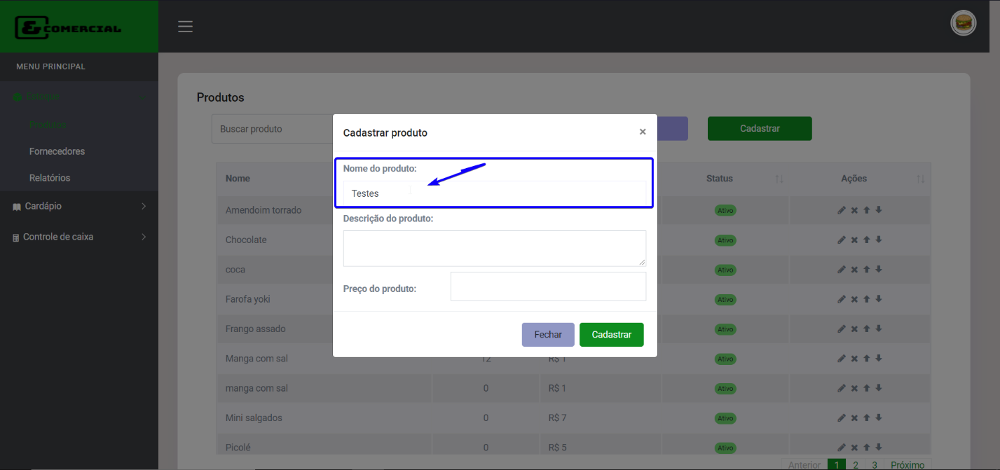 & COMERCIAL
MENU PRINCIPAL
Estoque
Produtos
Fornecedores
Relatórios
Cardápio
Controle de caixa
Produtos
Buscar produto
Cadastrar
Cadastrar produto
×
Nome do produto:
Testes
Descrição do produto:
Preço do produto:
Fechar
Cadastrar
Nome Status Ações
Amendoim torrado Ativo
Chocolate Ativo
coca Ativo
Farofa yoki Ativo
Frango assado Ativo
Manga com sal 12 R$ 1 Ativo
manga com sal 0 R$ 1 Ativo
Mini salgados 0 R$ 7 Ativo
Picolé 0 R$ 5 Ativo
Anterior 1 2 3 Próximo